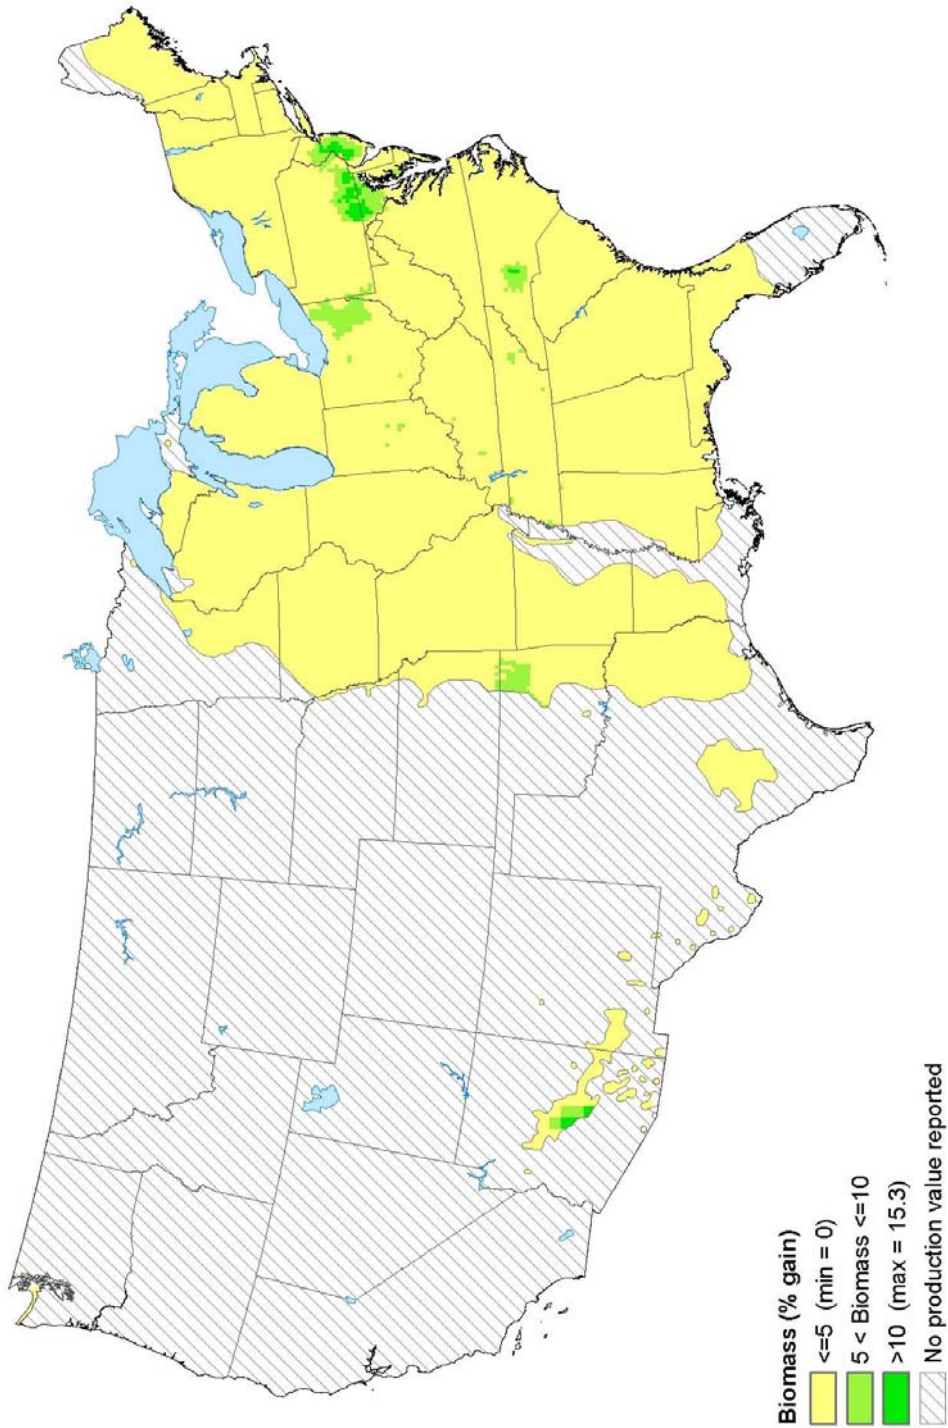 Biomass (% gain)
<=5 (min = 0)
5 < Biomass <=10
>10 (max = 15.3)
No production value reported